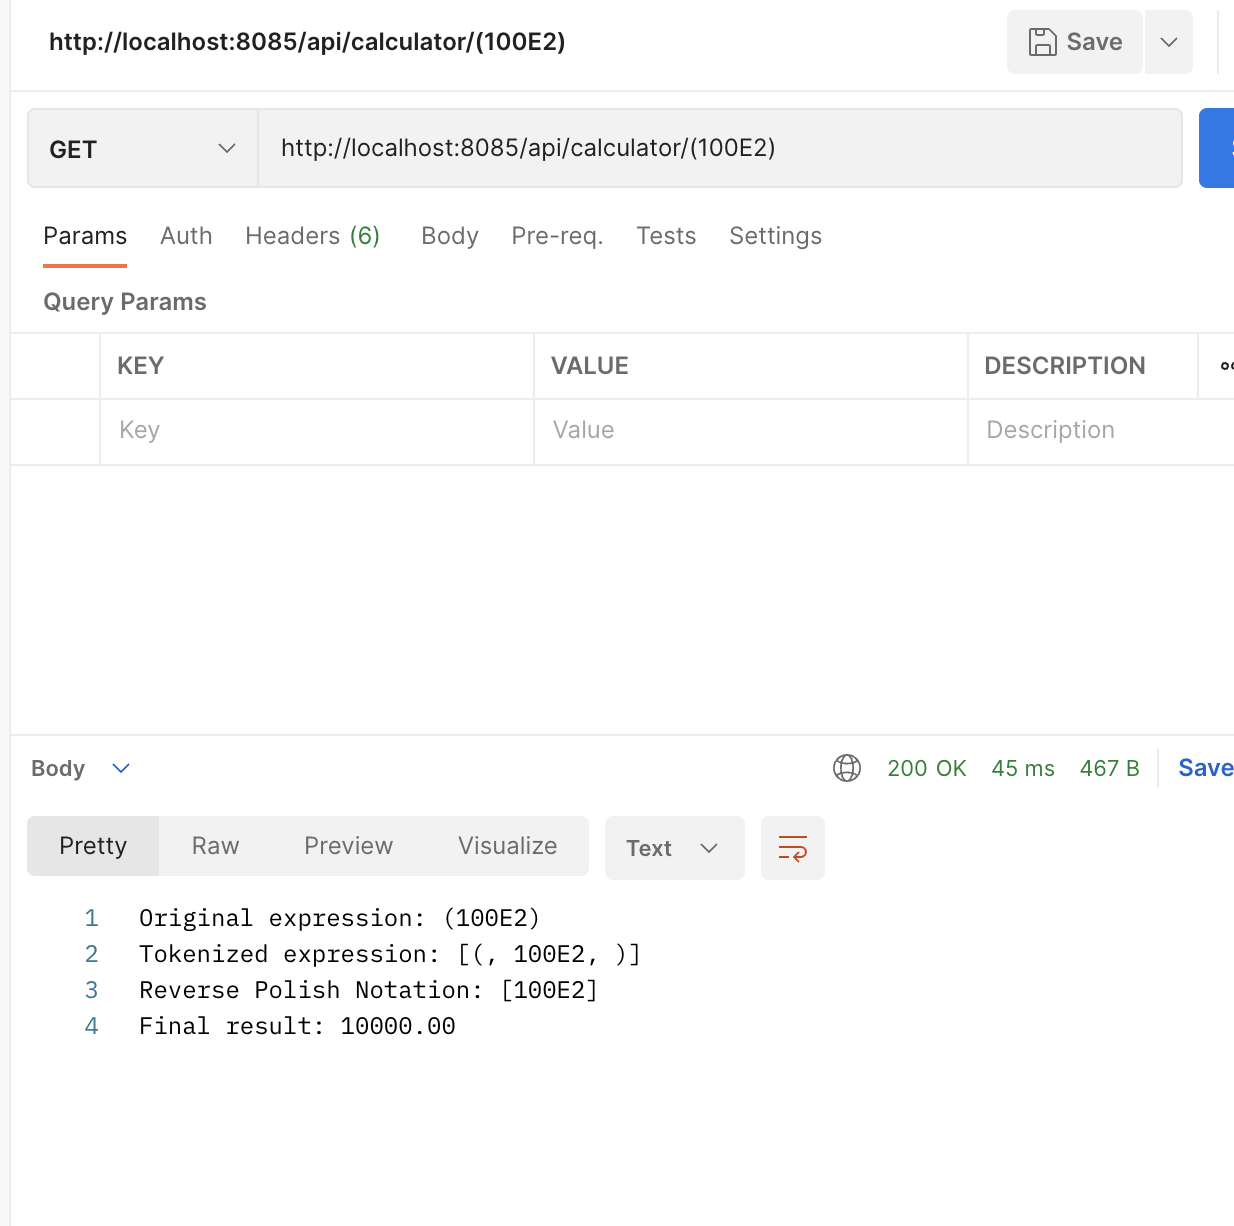 http://localhost:8085/api/calculator/(100E2)
Save
GET
http://localhost:8085/api/calculator/(100E2)
Params Auth Headers (6) Body Pre-req. Tests Settings
Query Params
KEY VALUE DESCRIPTION
Key Value Description
Body 200 OK 45 ms 467 B Save
Pretty Raw Preview Visualize Text
1 Original expression: (100E2)
2 Tokenized expression: [(, 100E2, )]
3 Reverse Polish Notation: [100E2]
4 Final result: 10000.00